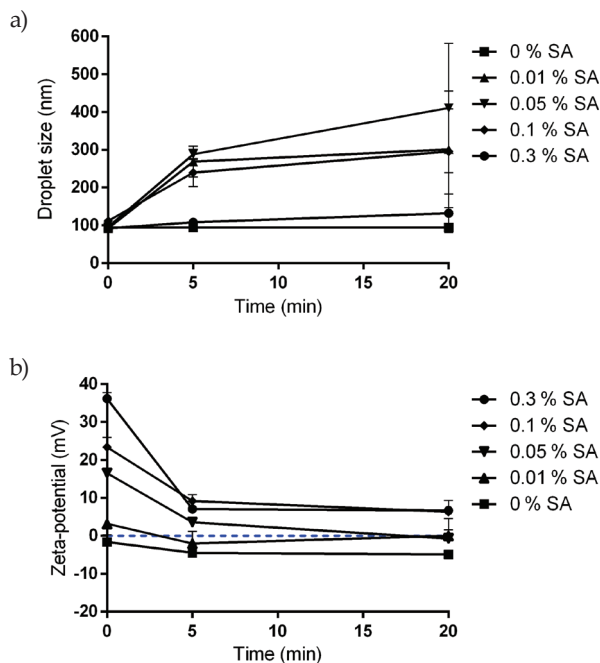 a)
600
500
400
300
200
100
0
Droplet size (nm)
0 5 10 15 20
Time (min)
0 % SA
0.01 % SA
0.05 % SA
0.1 % SA
0.3 % SA
b)
40
30
20
10
0
-10
-20
Zeta-potential (mV)
0 5 10 15 20
Time (min)
0.3 % SA
0.1 % SA
0.05 % SA
0.01 % SA
0 % SA